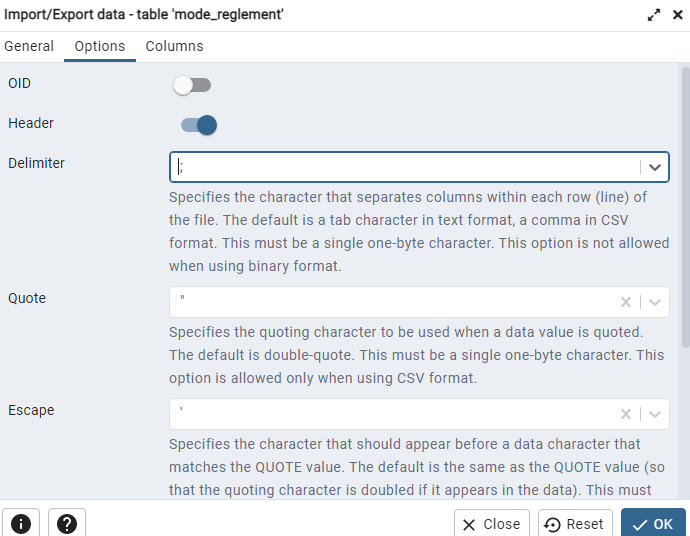 Import/Export data - table 'mode_reglement'
General Options Columns
OID
Header
Delimiter ;
Specifies the character that separates columns within each row (line) of
the file. The default is a tab character in text format, a comma in CSV
format. This must be a single one-byte character. This option is not allowed
when using binary format.
Quote "
Specifies the quoting character to be used when a data value is quoted.
The default is double-quote. This must be a single one-byte character. This
option is allowed only when using CSV format.
Escape '
Specifies the character that should appear before a data character that
matches the QUOTE value. The default is the same as the QUOTE value (so
that the quoting character is doubled if it appears in the data). This must
Close Reset OK